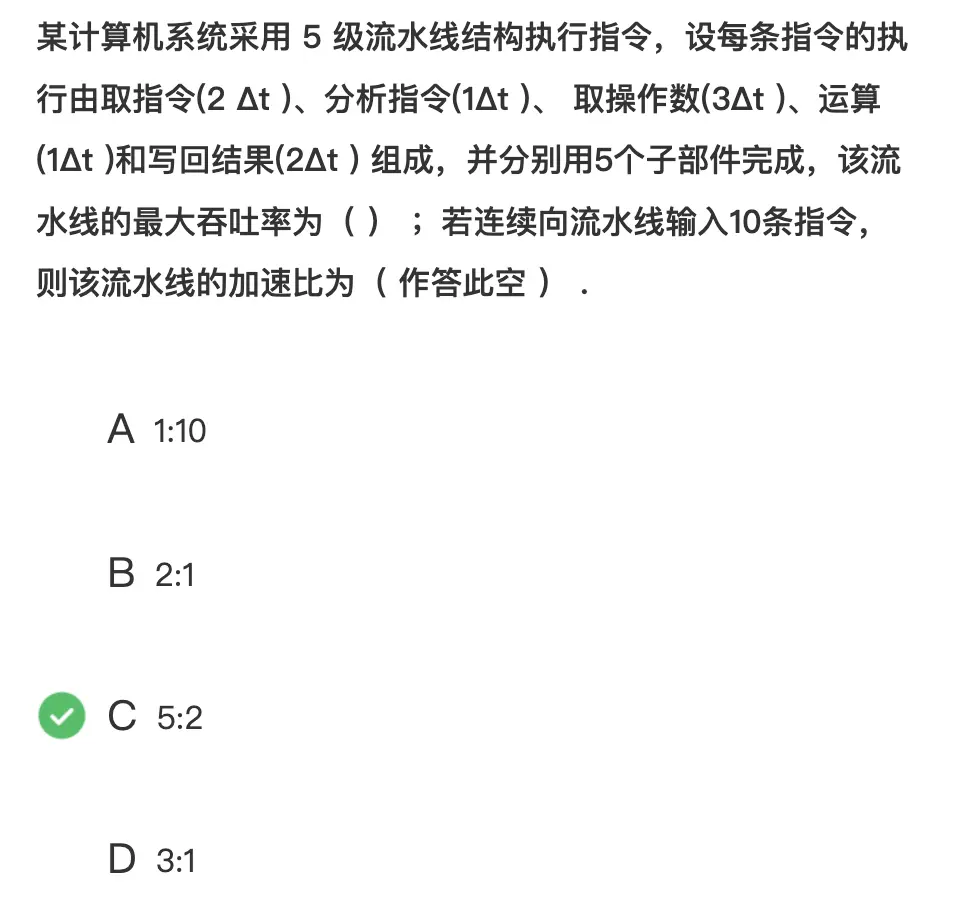 某计算机系统采用 5 级流水线结构执行指令，设每条指令的执
行由取指令(2 Δt )、分析指令(1Δt )、 取操作数(3Δt )、运算
(1Δt )和写回结果(2Δt ) 组成，并分别用5个子部件完成，该流
水线的最大吞吐率为（ ）；若连续向流水线输入10条指令，
则该流水线的加速比为（ 作答此空 ）.
A 1:10
B 2:1
C 5:2
D 3:1